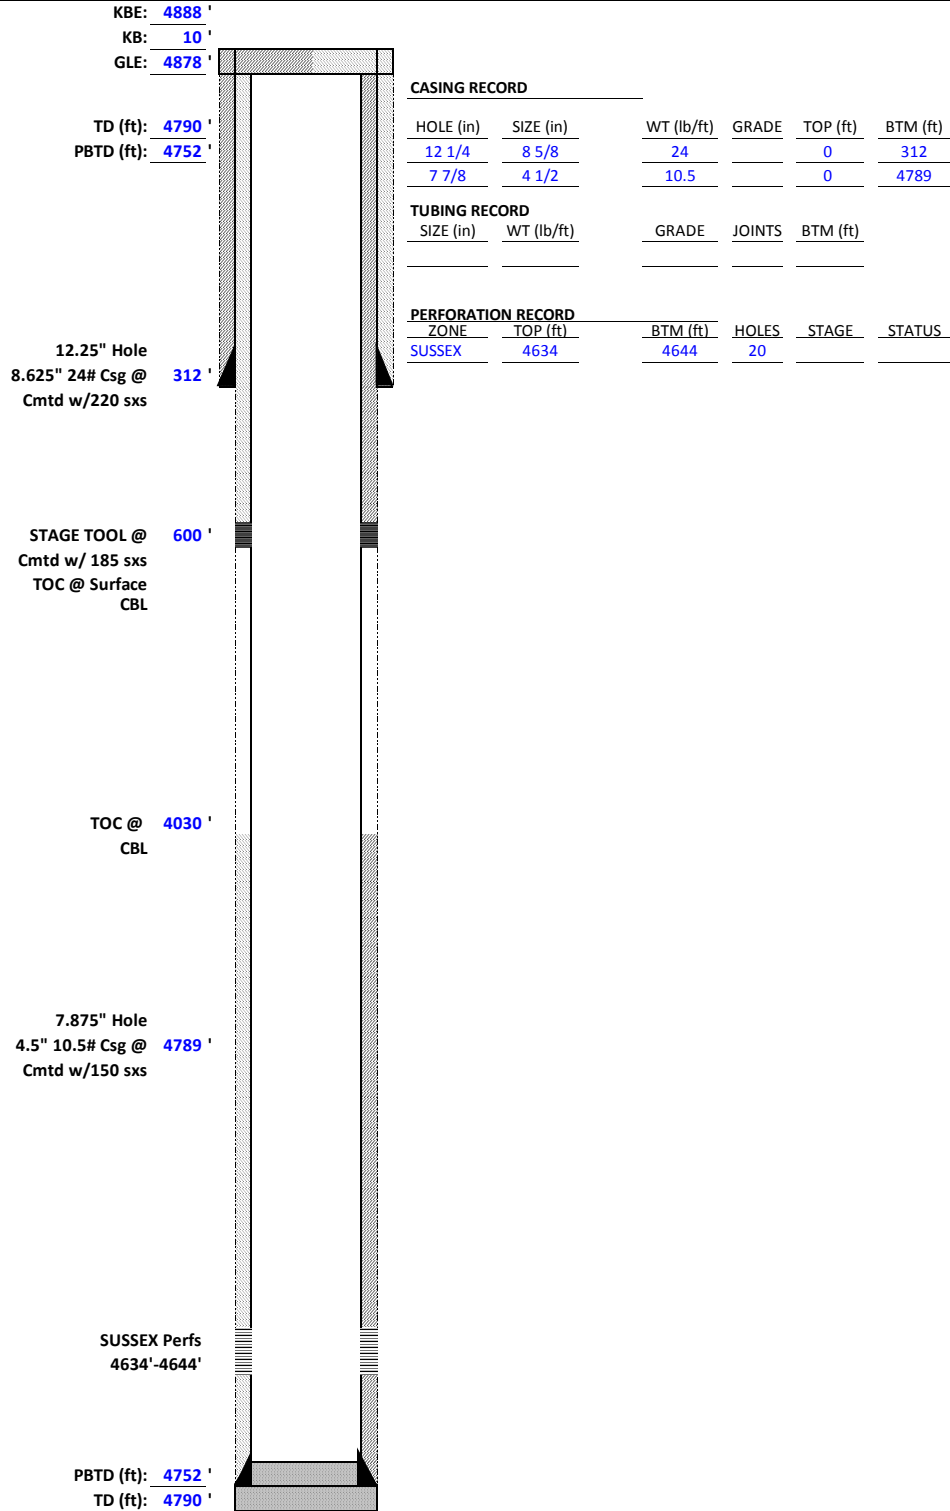 KBE: 4888 '
KB: 10 '
GLE: 4878 '
CASING RECORD
TD (ft): 4790 '
HOLE (in) SIZE (in) WT (lb/ft) GRADE TOP (ft) BTM (ft)
PBTD (ft): 4752 '
12 1/4 8 5/8 24 0 312
7 7/8 4 1/2 10.5 0 4789
TUBING RECORD
SIZE (in) WT (lb/ft) GRADE JOINTS BTM (ft)
PERFORATION RECORD
ZONE TOP (ft) BTM (ft) HOLES STAGE STATUS
SUSSEX 4634 4644 20
12.25" Hole
8.625" 24# Csg @ 312 '
Cmtd w/220 sxs
STAGE TOOL @ 600 '
Cmtd w/ 185 sxs
TOC @ Surface
CBL
TOC @ 4030 '
CBL
7.875" Hole
4.5" 10.5# Csg @ 4789 '
Cmtd w/150 sxs
SUSSEX Perfs
4634'-4644'
PBTD (ft): 4752 '
TD (ft): 4790 '